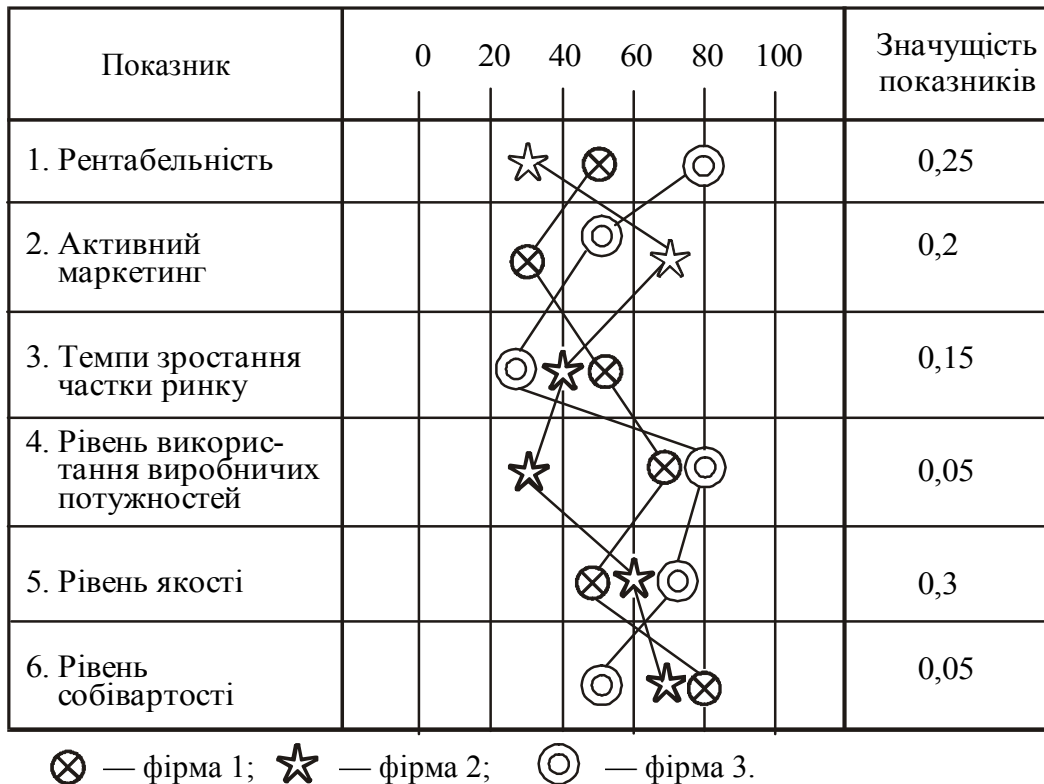 Показник
0 20 40 60 80 100
Значущість
показників
1. Рентабельність
0,25
2. Активний
маркетинг
0,2
3. Темпи зростання
частки ринку
0,15
4. Рівень викорис-
тання виробничих
потужностей
0,05
5. Рівень якості
0,3
6. Рівень
собівартості
0,05
— фірма 1; — фірма 2; — фірма 3.